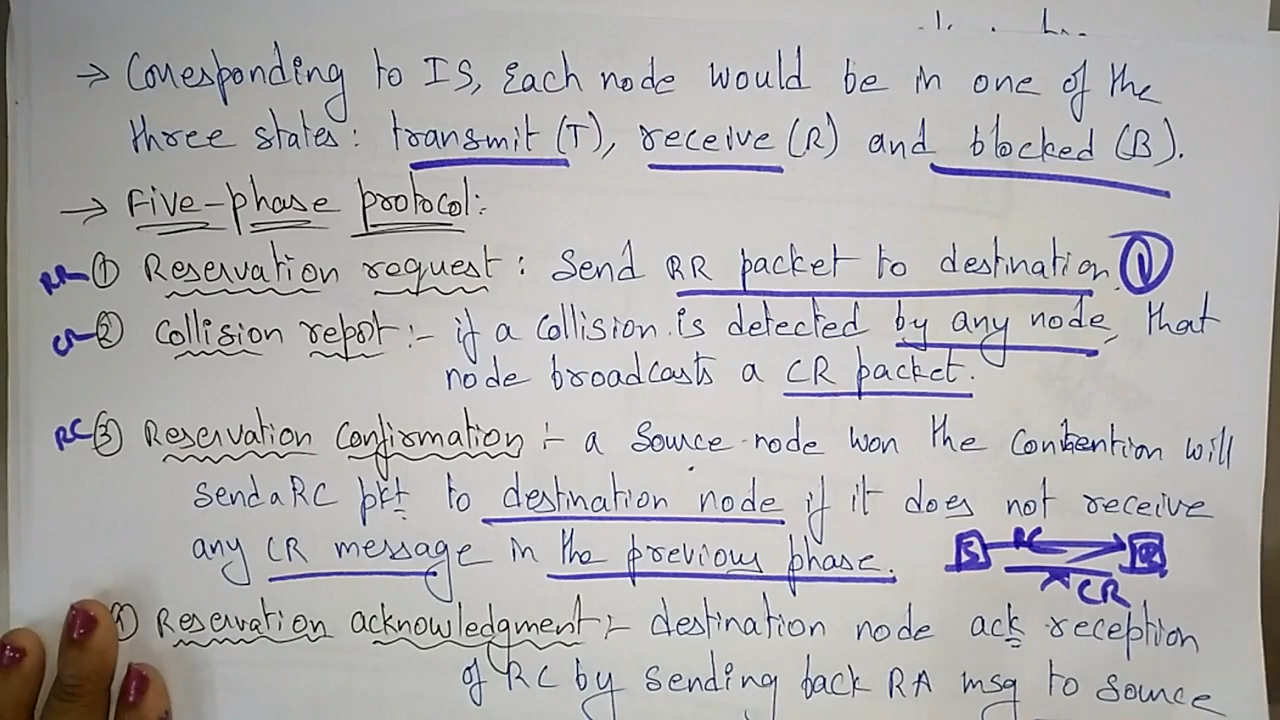 → Corresponding to IS, Each node would be in one of the
three states: transmit (T), receive (R) and blocked (B).
→ Five-phase protocol:
RR ① Reservation request : Send RR packet to destination. ①
CR ② Collision report :- if a Collision is detected by any node, that
node broadcasts a CR packet.
RC ③ Reservation Confirmation :- a Source node won the Contention will
send a RC pkt to destination node if it does not receive
any CR message in the previous phase.
S RC R
CR
Reservation acknowledgment :- destination node ack reception
of RC by sending back RA msg to source